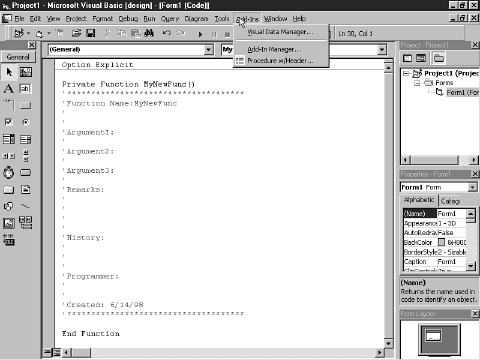 Project1 - Microsoft Visual Basic [design] - [Form1 (Code)]
File Edit View Project Format Debug Run Query Diagram Tools Add-Ins Window Help
Ln 30, Col 1
Visual Data Manager...
Add-In Manager...
Procedure w/Header...
General
(General)
My
Option Explicit
Private Function MyNewFunc()
'***********************************
'Function Name:MyNewFunc
'
'
'Argument1:
'
'Argument2:
'
'Argument3:
'
'Remarks:
'
'
'
'
'History:
'
'
'
'Programmer:
'
'
'Created: 6/14/98
'***********************************
End Function
Project - Project1
Project1 (Projec
Forms
Form1 (Form1
Properties - Form1
Form1 Form
Alphabetic Categ
(Name) Form1
Appearance 1 - 3D
AutoRedra False
BackColor &H800
BorderStyle 2 - Sizable
Caption Form1
ClipControl True
(Name)
Returns the name used in
code to identify an object.
Form Layout